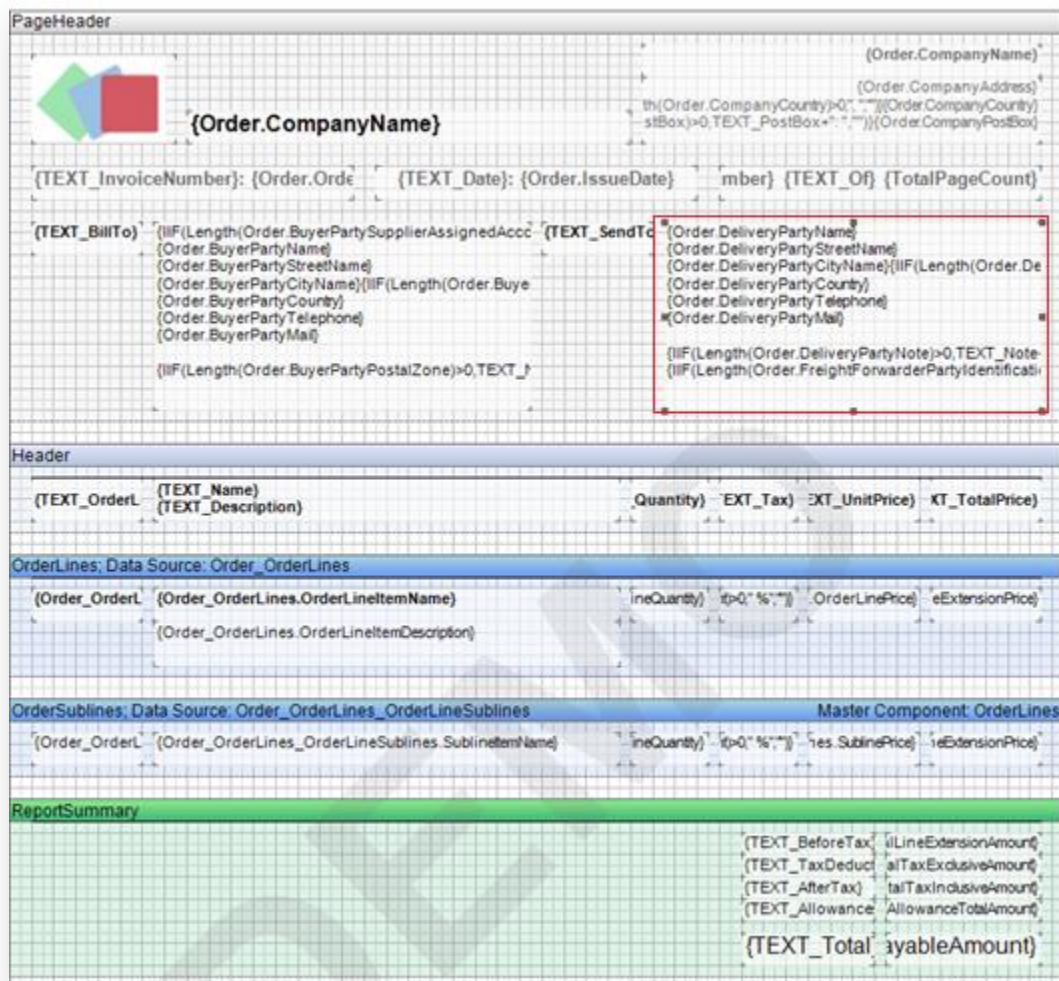 PageHeader
{Order.CompanyName}
{Order.CompanyAddress}
th(Order.CompanyCountry)>0,", ","")}{Order.CompanyCountry}
stBox)>0,TEXT_PostBox+": ","")}{Order.CompanyPostBox}
{Order.CompanyName}
{TEXT_InvoiceNumber}: {Order.Orde {TEXT_Date}: {Order.IssueDate} mber} {TEXT_Of} {TotalPageCount}
{TEXT_BillTo} {IIF(Length(Order.BuyerPartySupplierAssignedAccc {TEXT_SendTo {Order.DeliveryPartyName}
{Order.BuyerPartyName} {Order.DeliveryPartyStreetName}
{Order.BuyerPartyStreetName} {Order.DeliveryPartyCityName}{IIF(Length(Order.De
{Order.BuyerPartyCityName}{IIF(Length(Order.Buye {Order.DeliveryPartyCountry}
{Order.BuyerPartyCountry} {Order.DeliveryPartyTelephone}
{Order.BuyerPartyTelephone} {Order.DeliveryPartyMail}
{Order.BuyerPartyMail}
{IIF(Length(Order.DeliveryPartyNote)>0,TEXT_Note
{IIF(Length(Order.BuyerPartyPostalZone)>0,TEXT_N {IIF(Length(Order.FreightForwarderPartyIdentificati
Header
{TEXT_OrderL {TEXT_Name} _Quantity} TEXT_Tax} EXT_UnitPrice} XT_TotalPrice}
{TEXT_Description}
OrderLines; Data Source: Order_OrderLines
{Order_OrderL {Order_OrderLines.OrderLineItemName} ineQuantity} t)>0," %","")} .OrderLinePrice} eExtensionPrice}
{Order_OrderLines.OrderLineItemDescription}
OrderSublines; Data Source: Order_OrderLines_OrderLineSublines Master Component: OrderLines
{Order_OrderL {Order_OrderLines_OrderLineSublines.SublineItemName} ineQuantity} t)>0," %","")} nes.SublinePrice} eExtensionPrice}
ReportSummary
{TEXT_BeforeTax} alLineExtensionAmount}
{TEXT_TaxDeduct alTaxExclusiveAmount}
{TEXT_AfterTax} talTaxInclusiveAmount}
{TEXT_Allowance AllowanceTotalAmount}
{TEXT_Total ayableAmount}
DEMO